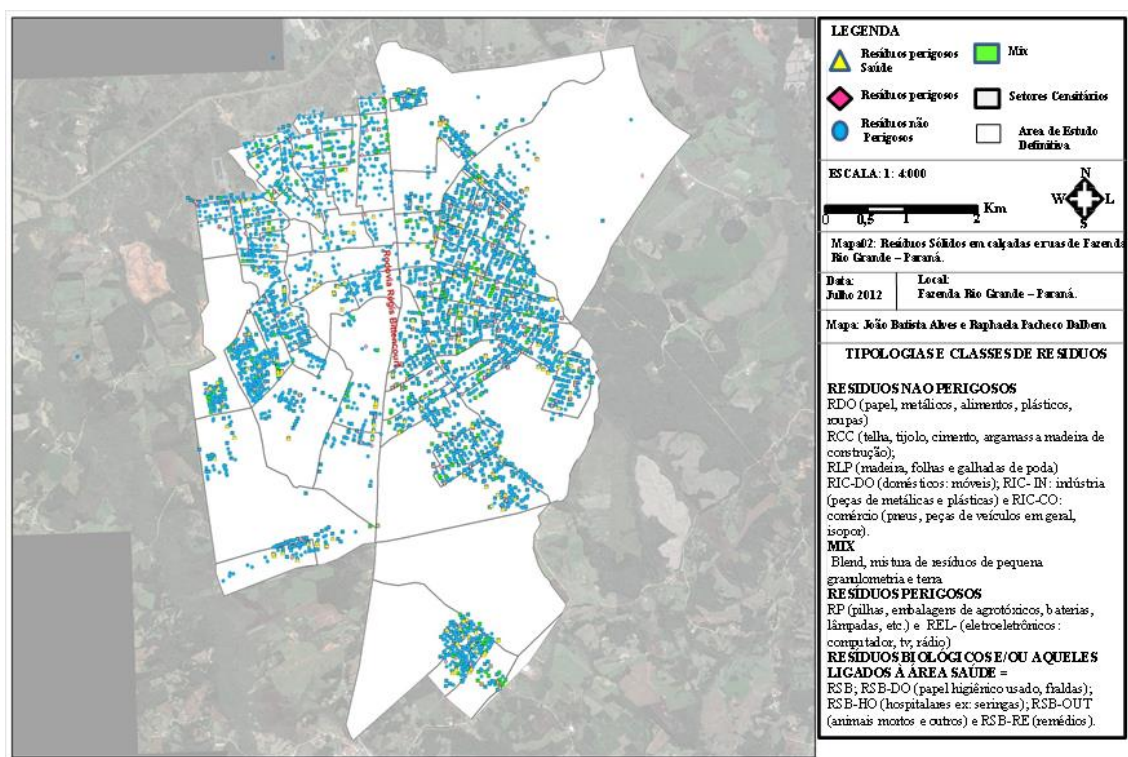 LEGENDA
Resíduos perigosos
Saúde
Mix
Resíduos perigosos
Setores Censitários
Resíduos não
Perigosos
Area de Estudo
Definitiva
ESCALA: 1: 4:000
N
W
L
S
0 0,5 1 2 Km
Mapa02: Resíduos Sólidos em calçadas e ruas de Fazenda
Rio Grande – Paraná.
Data:
Julho 2012
Local:
Fazenda Rio Grande – Paraná.
Mapa: João Batista Alves e Raphaela Pacheco Dalbem
TIPOLOGIAS E CLASSES DE RESIDUOS
RESIDUOS NAO PERIGOSOS
RDO (papel, metálicos, alimentos, plásticos,
roupas)
RCC (telha, tijolo, cimento, argamassa madeira de
construção);
RLP (madeira, folhas e galhadas de poda)
RIC-DO (domésticos: móveis); RIC- IN: indústria
(peças de metálicas e plásticas) e RIC-CO:
comércio (pneus, peças de veículos em geral,
isopor).
MIX
Blend, mistura de resíduos de pequena
granulometria e terra
RESÍDUOS PERIGOSOS
RP (pilhas, embalagens de agrotóxicos, baterias,
lâmpadas, etc.) e REL- (eletroeletrônicos:
computador, tv, rádio)
RESÍDUOS BIOLÓGICOS E/OU AQUELES
LIGADOS À ÁREA SAÚDE =
RSB; RSB-DO (papel higiênico usado, fraldas);
RSB-HO (hospitalares ex: seringas); RSB-OUT
(animais mortos e outros) e RSB-RE (remédios).
Rodovia Régis Bittencourt